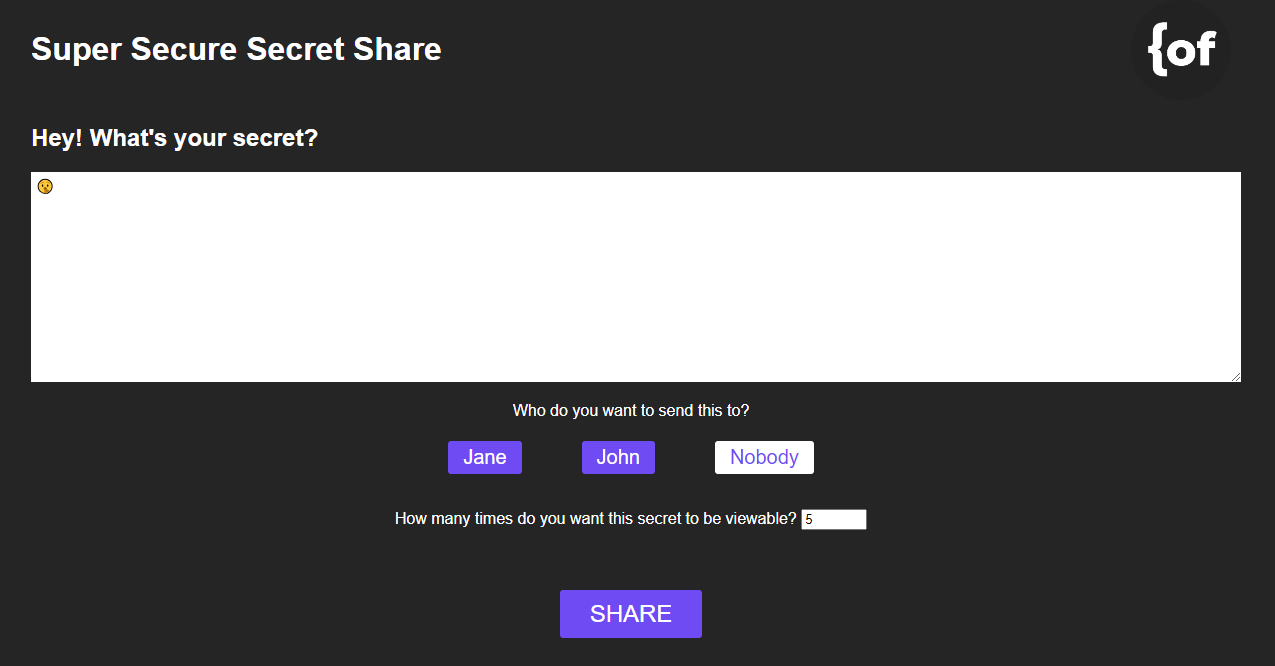 Super Secure Secret Share
{of
Hey! What's your secret?
🤫
Who do you want to send this to?
Jane
John
Nobody
How many times do you want this secret to be viewable? 5
SHARE